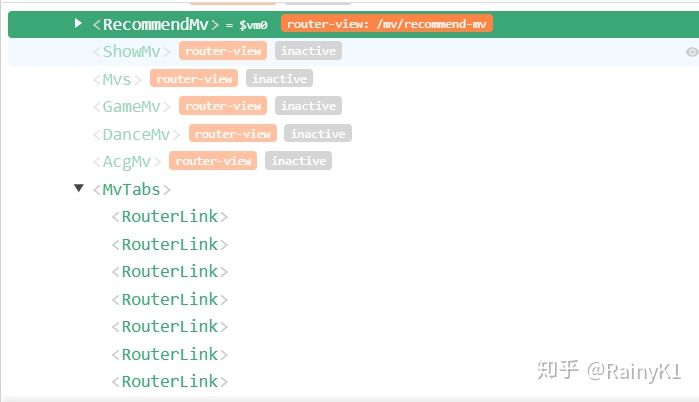 <RecommendMv> = $vm0 router-view: /mv/recommend-mv
<ShowMv> router-view inactive
<Mvs> router-view inactive
<GameMv> router-view inactive
<DanceMv> router-view inactive
<AcgMv> router-view inactive
<MvTabs>
<RouterLink>
<RouterLink>
<RouterLink>
<RouterLink>
<RouterLink>
<RouterLink>
<RouterLink>
知乎 @RainyK1